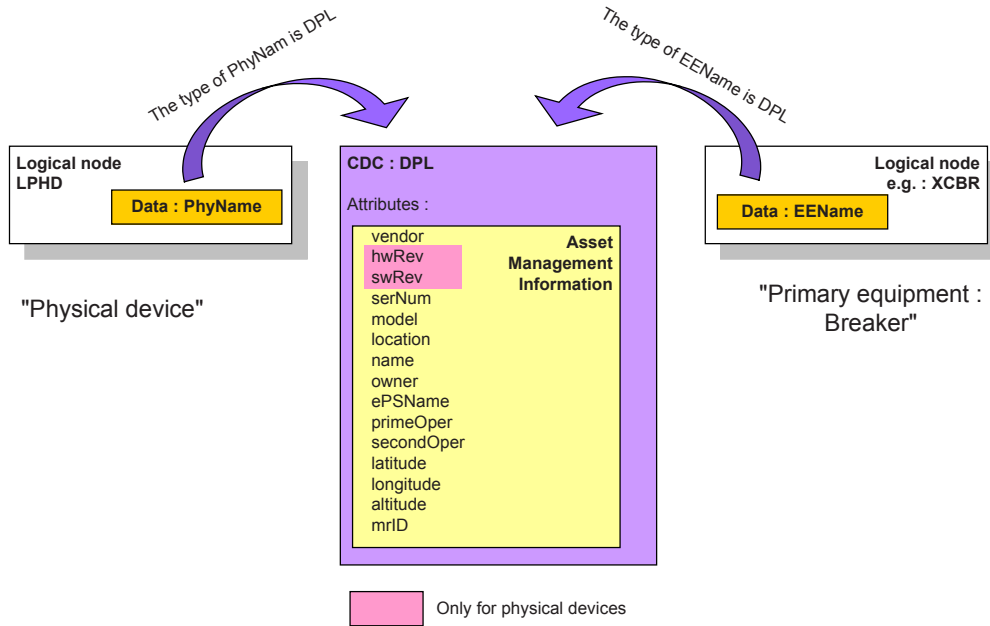 The type of PhyNam is DPL
The type of EEName is DPL
Logical node
LPHD
Data : PhyName
"Physical device"
CDC : DPL
Attributes :
vendor
hwRev
swRev
serNum
model
location
name
owner
ePSName
primeOper
secondOper
latitude
longitude
altitude
mrID
Asset
Management
Information
Logical node
e.g. : XCBR
Data : EEName
"Primary equipment :
Breaker"
Only for physical devices